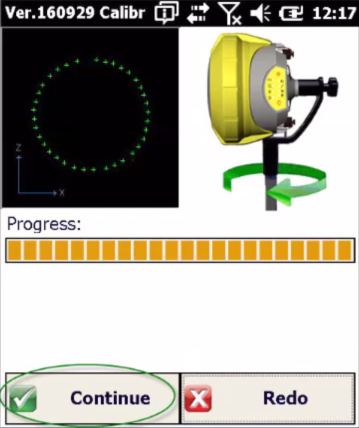 Ver.160929 Calibr 12:17
Z
X
Progress:
Continue
Redo